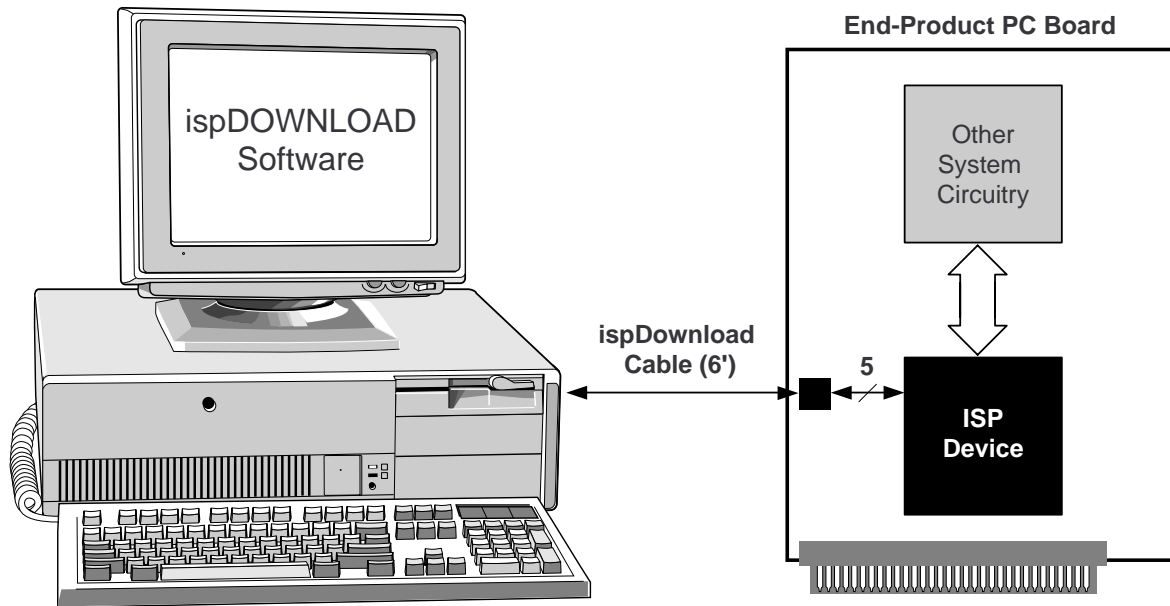 End-Product PC Board
ispDOWNLOAD
Software
Other
System
Circuitry
ispDownload
Cable (6')
5
ISP
Device